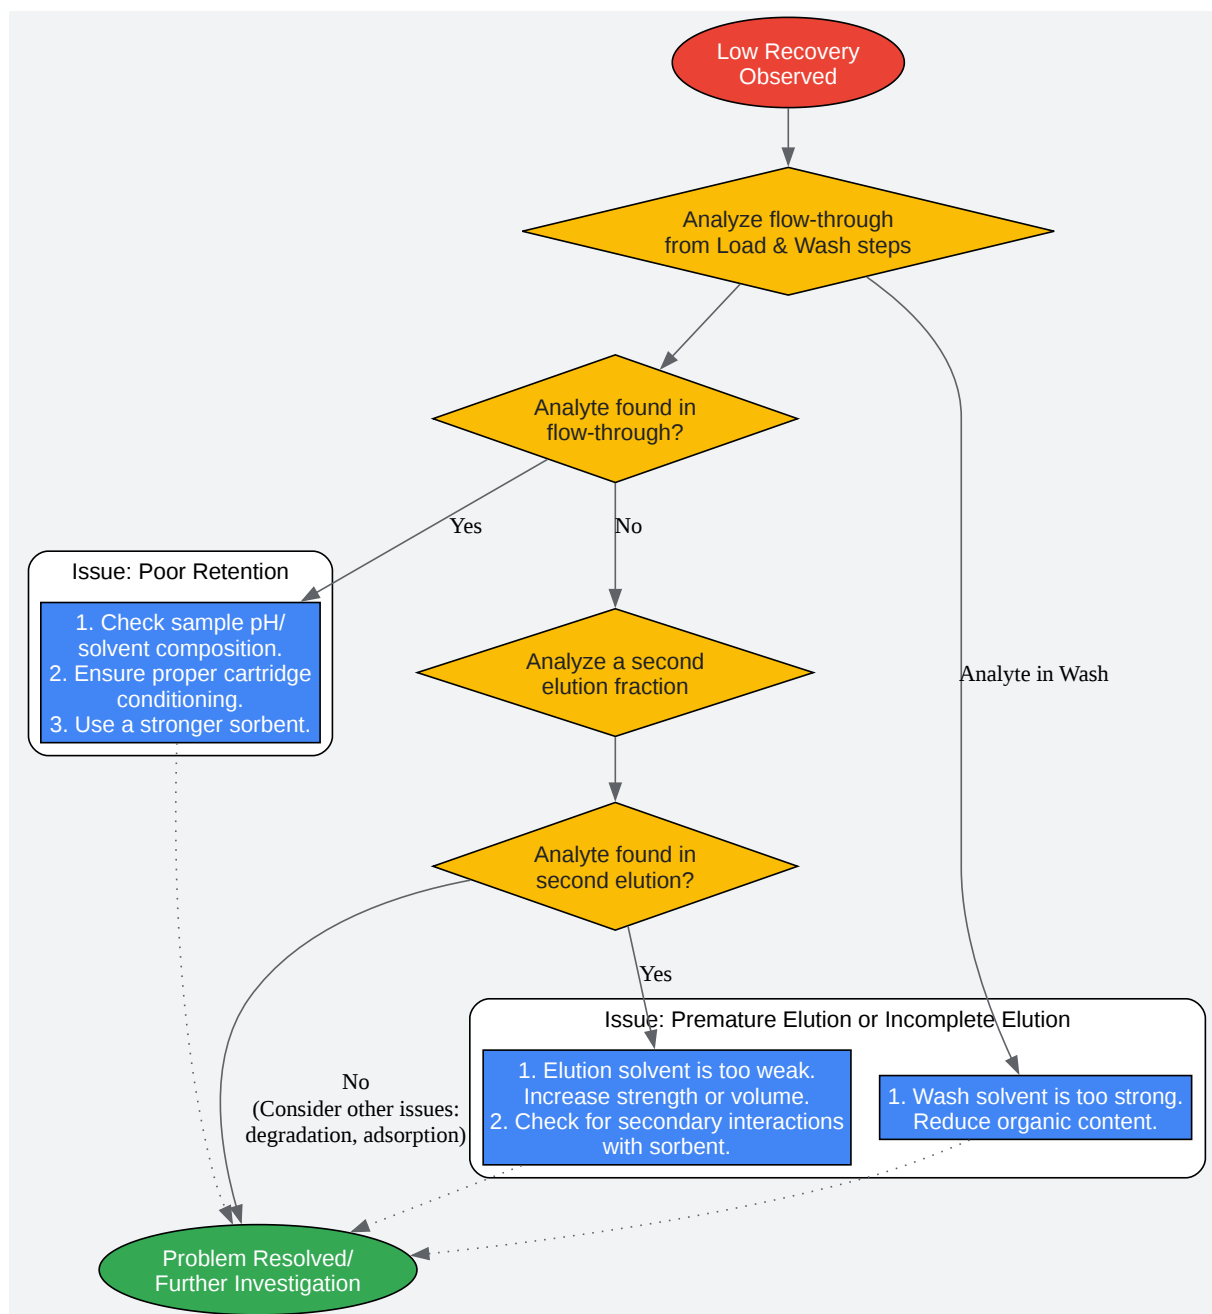 Low Recovery
Observed
Analyze flow-through
from Load & Wash steps
Analyte found in
flow-through?
Yes
No
Issue: Poor Retention
1. Check sample pH/
solvent composition.
2. Ensure proper cartridge
conditioning.
3. Use a stronger sorbent.
Analyze a second
elution fraction
Analyte in Wash
Analyte found in
second elution?
Yes
No
(Consider other issues:
degradation, adsorption)
Issue: Premature Elution or Incomplete Elution
1. Elution solvent is too weak.
Increase strength or volume.
2. Check for secondary interactions
with sorbent.
1. Wash solvent is too strong.
Reduce organic content.
Problem Resolved/
Further Investigation